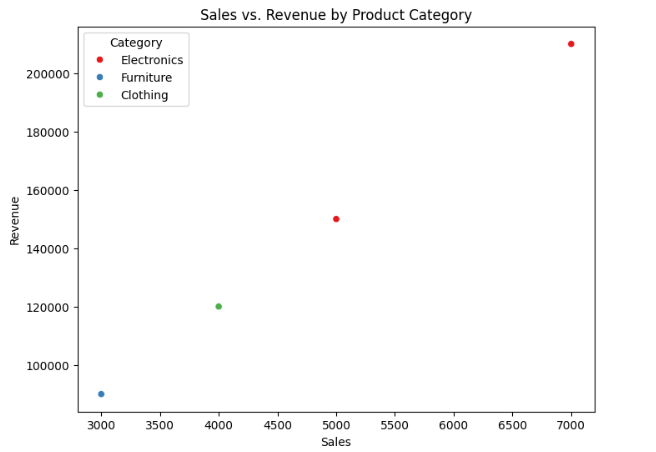 Sales vs. Revenue by Product Category
Category
Electronics
Furniture
Clothing
200000
180000
160000
140000
120000
100000
Revenue
3000 3500 4000 4500 5000 5500 6000 6500 7000
Sales